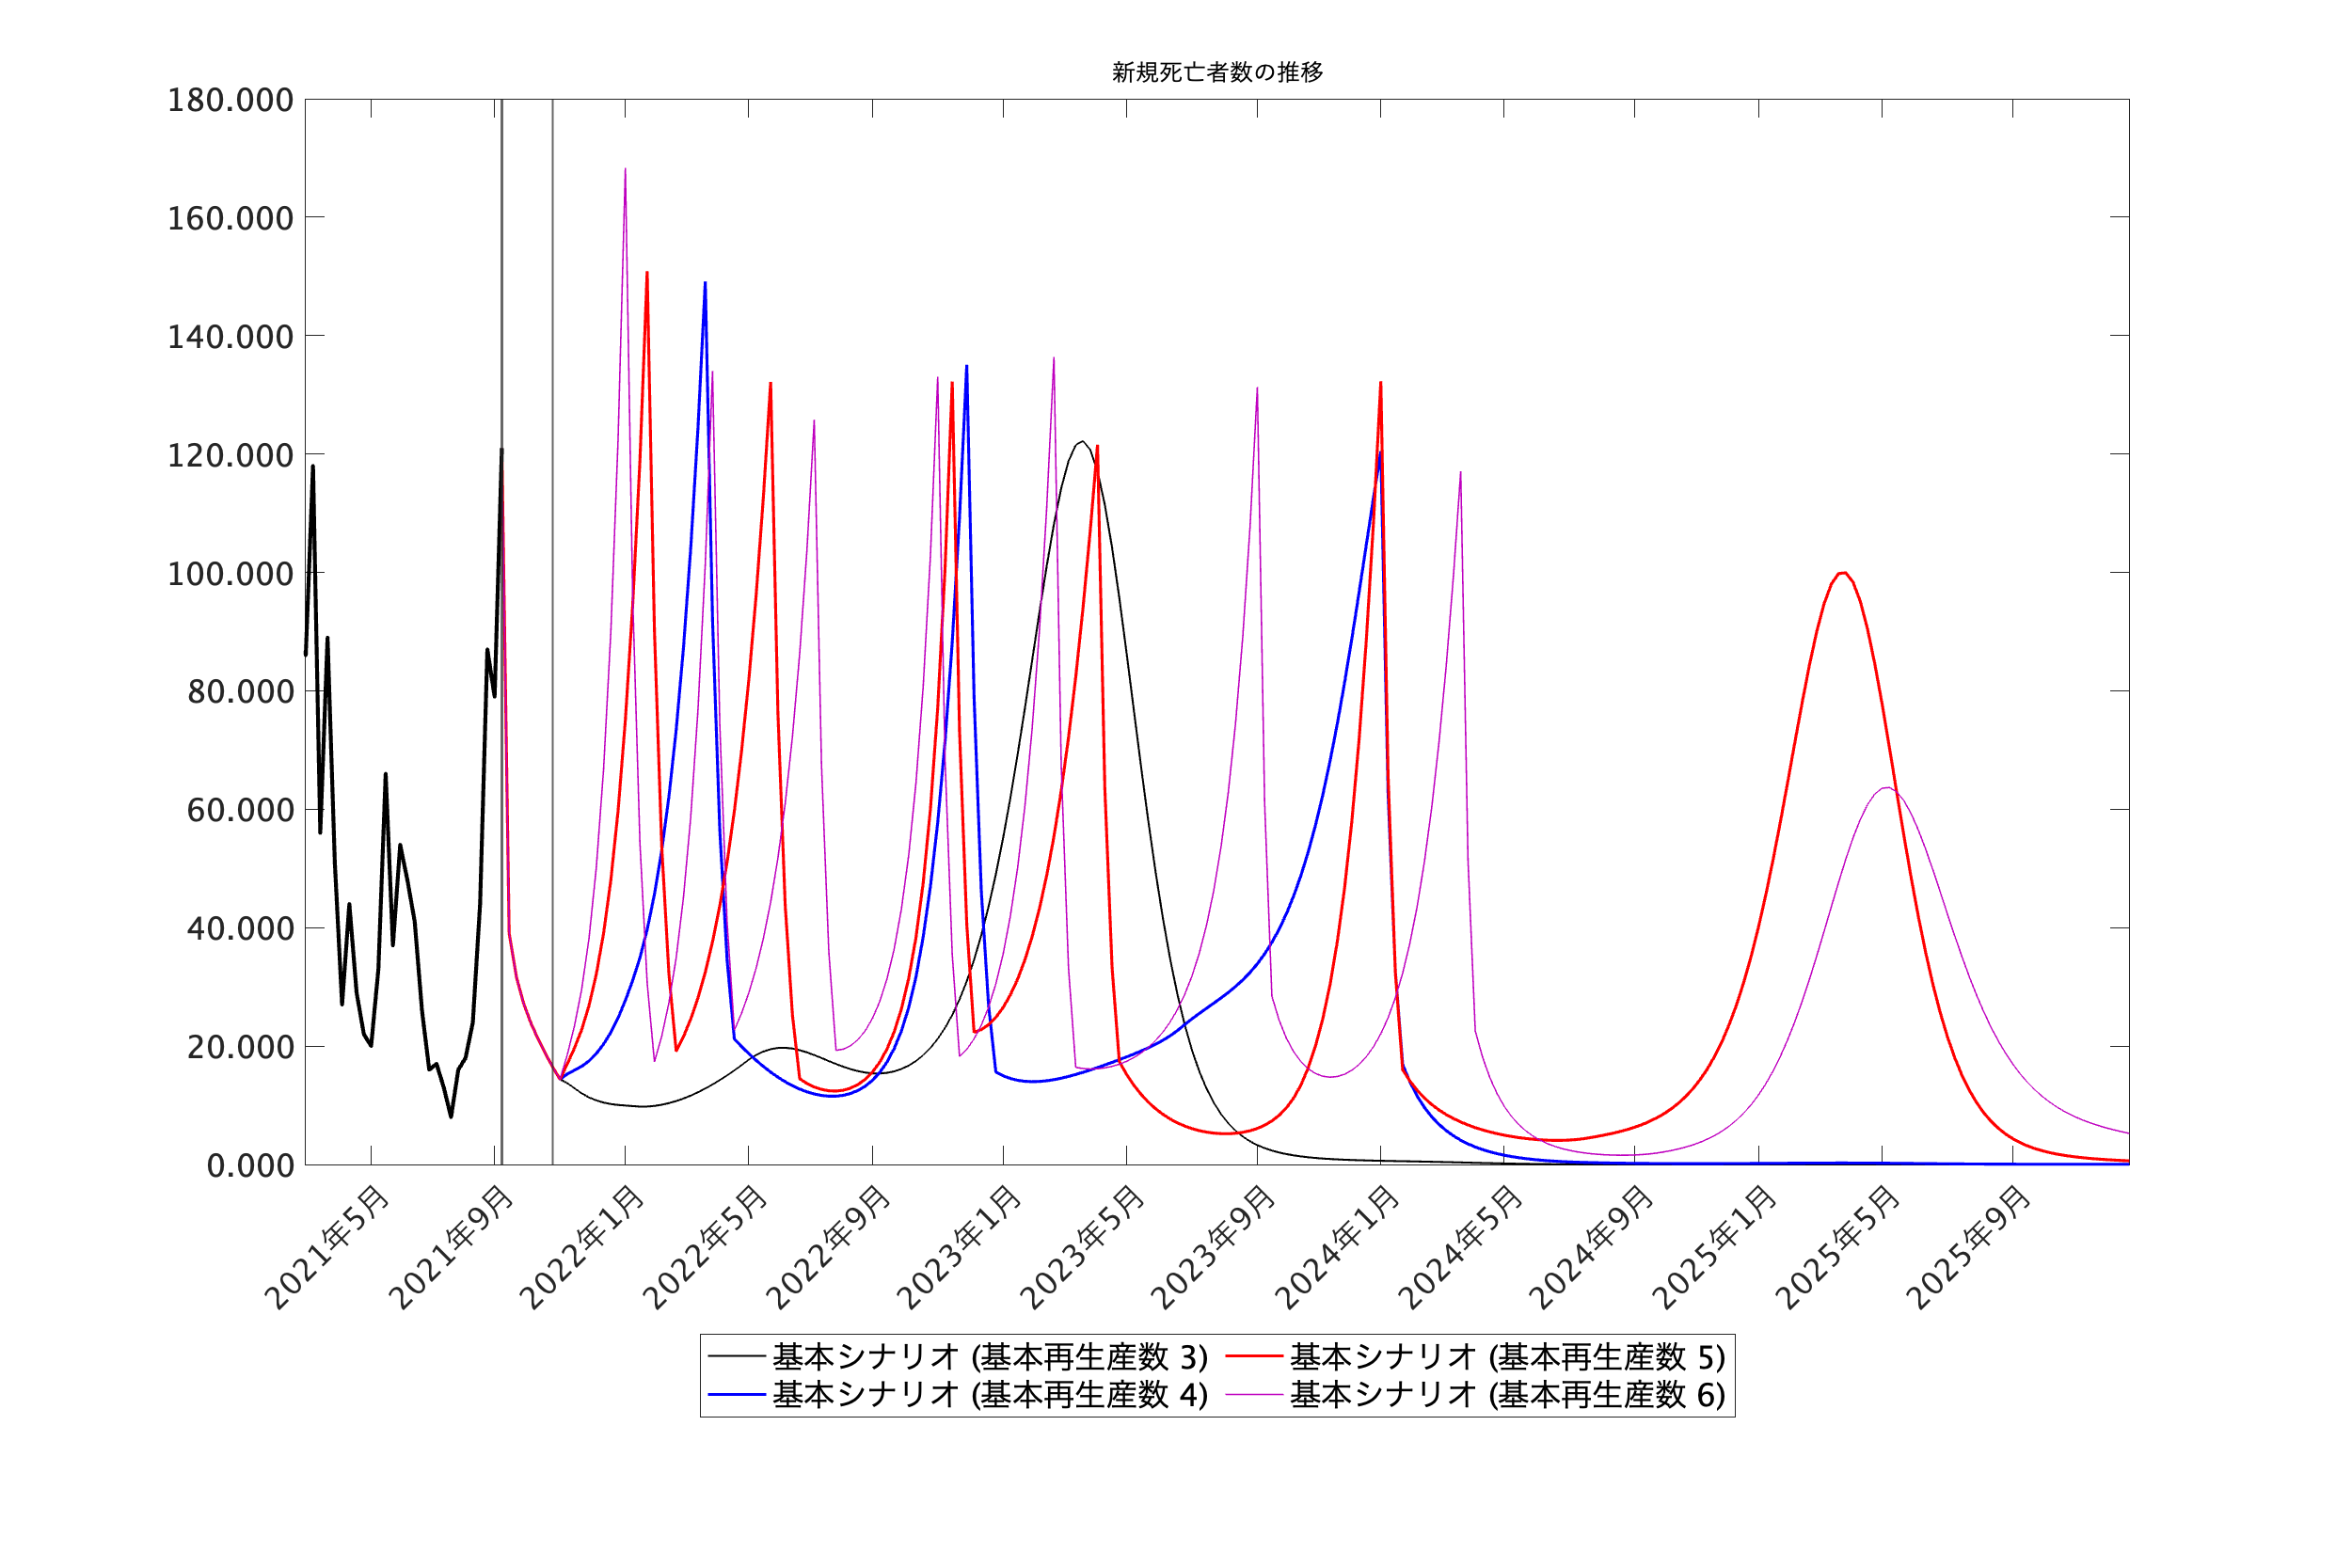 新規死亡者数の推移
180.000
160.000
140.000
120.000
100.000
80.000
60.000
40.000
20.000
0.000
2021年5月
2021年9月
2022年1月
2022年5月
2022年9月
2023年1月
2023年5月
2023年9月
2024年1月
2024年5月
2024年9月
2025年1月
2025年5月
2025年9月
基本シナリオ (基本再生産数 3)
基本シナリオ (基本再生産数 5)
基本シナリオ (基本再生産数 4)
基本シナリオ (基本再生産数 6)